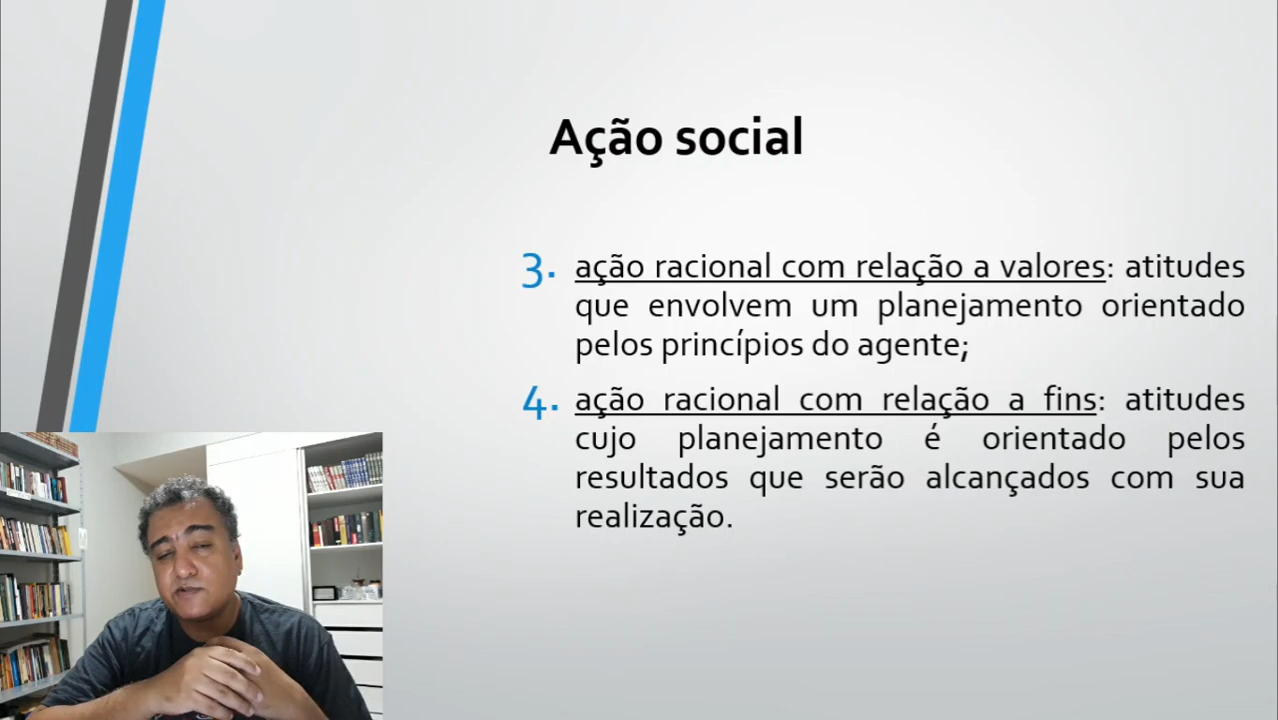 Ação social
3. ação racional com relação a valores: atitudes
que envolvem um planejamento orientado
pelos princípios do agente;
4. ação racional com relação a fins: atitudes
cujo planejamento é orientado pelos
resultados que serão alcançados com sua
realização.